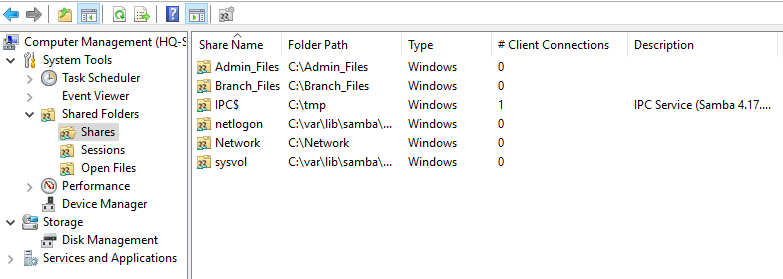 Computer Management (HQ-S
System Tools
Task Scheduler
Event Viewer
Shared Folders
Shares
Sessions
Open Files
Performance
Device Manager
Storage
Disk Management
Services and Applications
Share Name Folder Path Type # Client Connections Description
Admin_Files C:\Admin_Files Windows 0
Branch_Files C:\Branch_Files Windows 0
IPC$ C:\tmp Windows 1 IPC Service (Samba 4.17....
netlogon C:\var\lib\samba\... Windows 0
Network C:\Network Windows 0
sysvol C:\var\lib\samba\... Windows 0